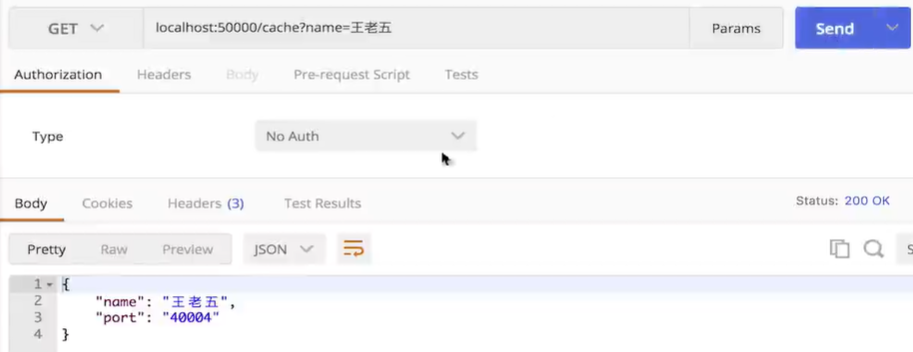 GET localhost:50000/cache?name=王老五 Params Send
Authorization Headers Body Pre-request Script Tests
Type No Auth
Body Cookies Headers (3) Test Results Status: 200 OK
Pretty Raw Preview JSON S
1 {
2 "name": "王老五",
3 "port": "40004"
4 }